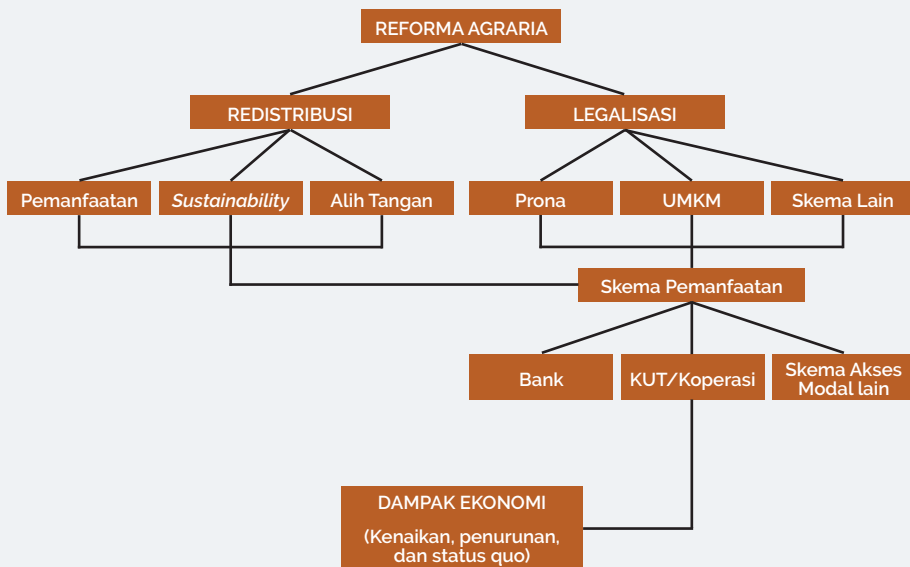 REFORMA AGRARIA
REDISTRIBUSI
LEGALISASI
Pemanfaatan
Sustainability
Alih Tangan
Prona
UMKM
Skema Lain
Skema Pemanfaatan
Bank
KUT/Koperasi
Skema Akses
Modal lain
DAMPAK EKONOMI
(Kenaikan, penurunan,
dan status quo)